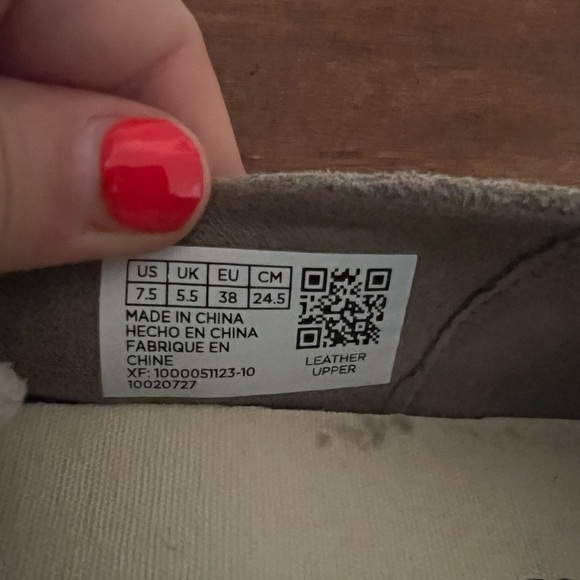 US UK EU CM
7.5 5.5 38 24.5
MADE IN CHINA
HECHO EN CHINA
FABRIQUE EN
CHINE
XF: 1000051123-10
10020727
LEATHER
UPPER